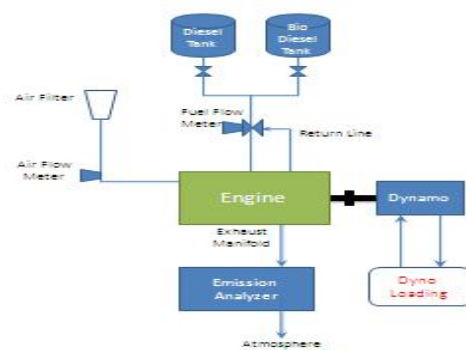 Diesel
Tank
Bio
Diesel
Tank
Air Filter
Fuel Flow
Meter
Return Line
Air Flow
Meter
Engine
Dynamo
Exhaust
Manifold
Dyno
Loading
Emission
Analyzer
Atmosphere